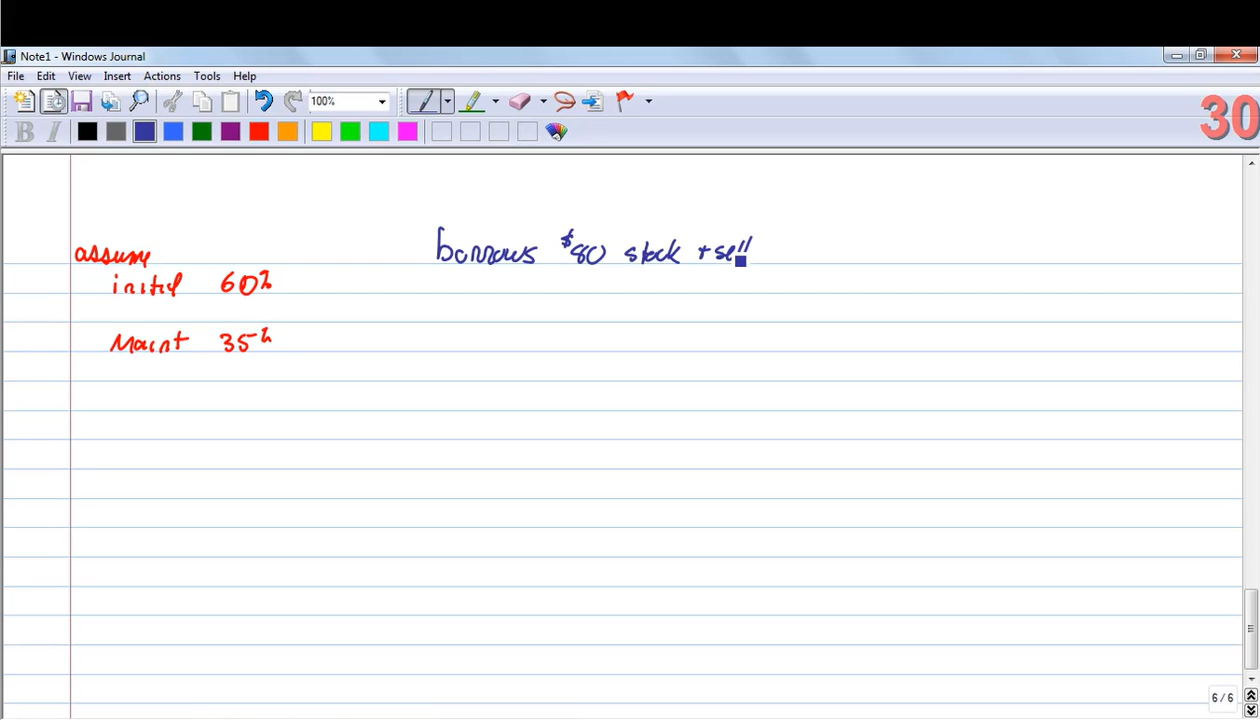 Note1 - Windows Journal
File Edit View Insert Actions Tools Help
100%
B I
30
assume
borrows $80 stock + sell
initial 60%
Maint 35%
6 / 6